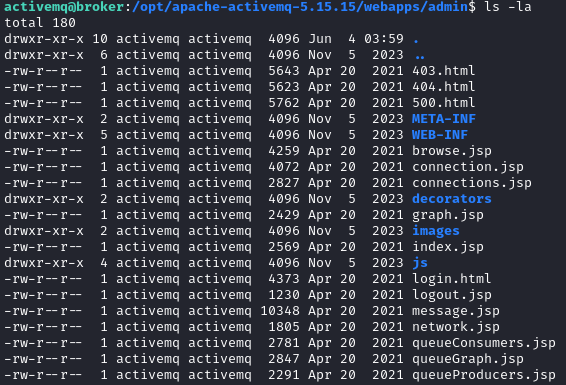 activemq@broker:/opt/apache-activemq-5.15.15/webapps/admin$ ls -la
total 180
drwxr-xr-x 10 activemq activemq  4096 Jun  4 03:59 .
drwxr-xr-x  6 activemq activemq  4096 Nov  5  2023 ..
-rw-r--r--  1 activemq activemq  5643 Apr 20  2021 403.html
-rw-r--r--  1 activemq activemq  5623 Apr 20  2021 404.html
-rw-r--r--  1 activemq activemq  5762 Apr 20  2021 500.html
drwxr-xr-x  2 activemq activemq  4096 Nov  5  2023 META-INF
drwxr-xr-x  5 activemq activemq  4096 Nov  5  2023 WEB-INF
-rw-r--r--  1 activemq activemq  4259 Apr 20  2021 browse.jsp
-rw-r--r--  1 activemq activemq  4072 Apr 20  2021 connection.jsp
-rw-r--r--  1 activemq activemq  2827 Apr 20  2021 connections.jsp
drwxr-xr-x  2 activemq activemq  4096 Nov  5  2023 decorators
-rw-r--r--  1 activemq activemq  2429 Apr 20  2021 graph.jsp
drwxr-xr-x  2 activemq activemq  4096 Nov  5  2023 images
-rw-r--r--  1 activemq activemq  2569 Apr 20  2021 index.jsp
drwxr-xr-x  4 activemq activemq  4096 Nov  5  2023 js
-rw-r--r--  1 activemq activemq  4373 Apr 20  2021 login.html
-rw-r--r--  1 activemq activemq  1230 Apr 20  2021 logout.jsp
-rw-r--r--  1 activemq activemq 10348 Apr 20  2021 message.jsp
-rw-r--r--  1 activemq activemq  1805 Apr 20  2021 network.jsp
-rw-r--r--  1 activemq activemq  2781 Apr 20  2021 queueConsumers.jsp
-rw-r--r--  1 activemq activemq  2847 Apr 20  2021 queueGraph.jsp
-rw-r--r--  1 activemq activemq  2291 Apr 20  2021 queueProducers.jsp